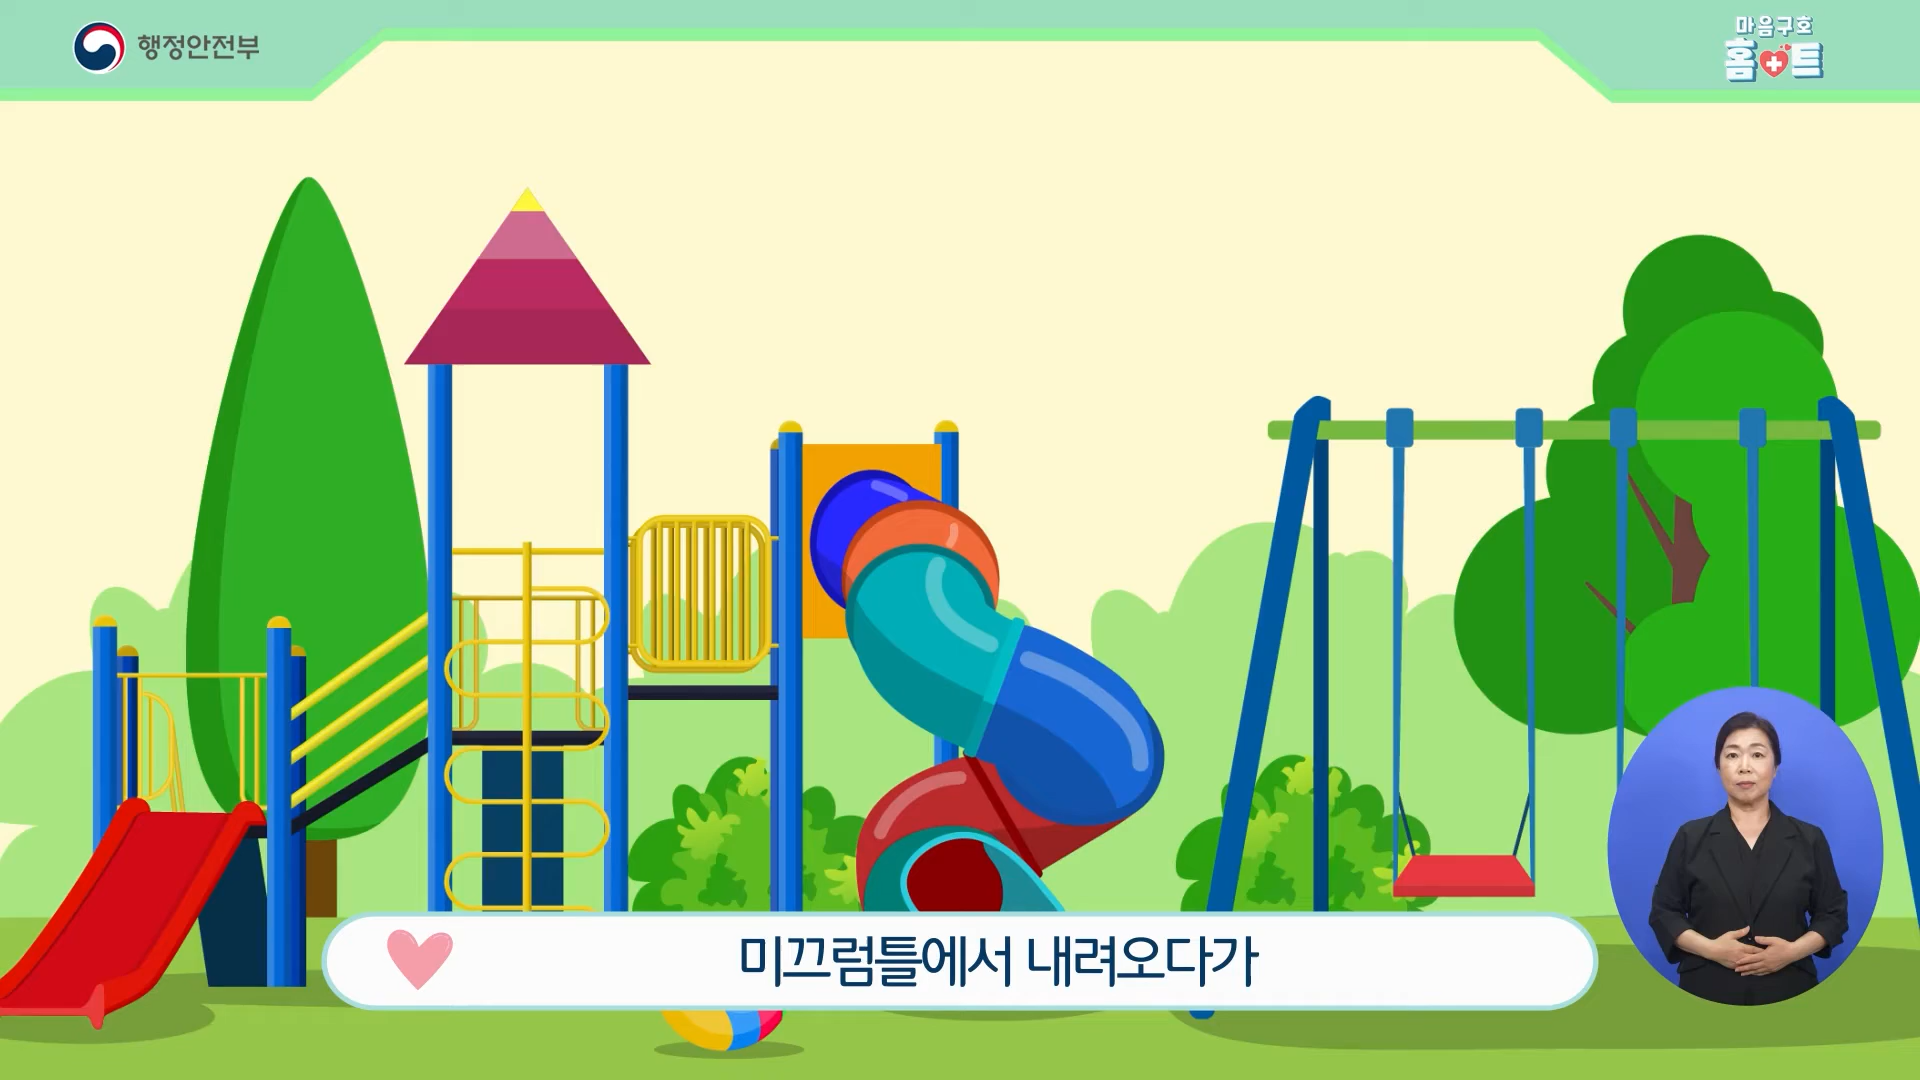 행정안전부
마음구호
홈트
미끄럼틀에서 내려오다가